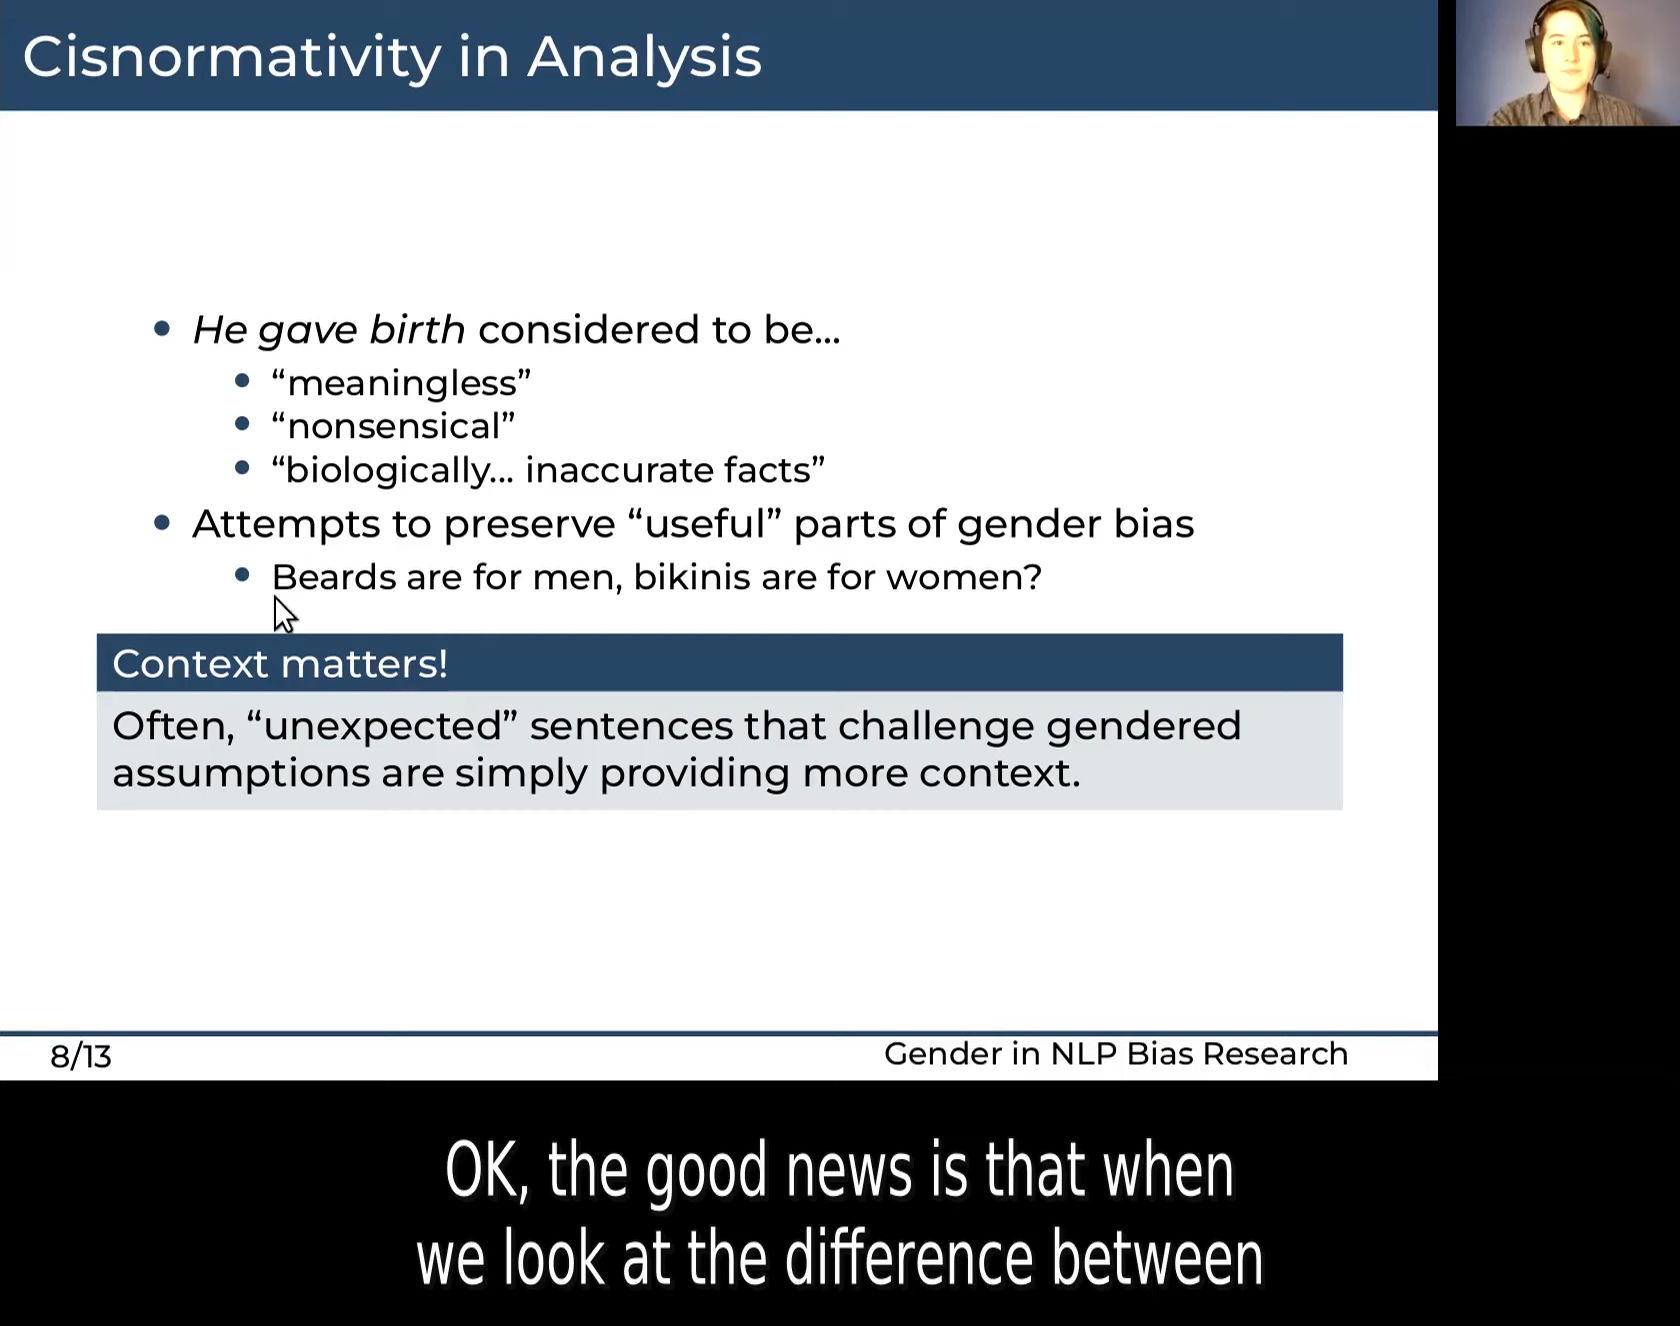 Cisnormativity in Analysis
He gave birth considered to be...
“meaningless”
“nonsensical”
“biologically... inaccurate facts”
Attempts to preserve “useful” parts of gender bias
Beards are for men, bikinis are for women?
Context matters!
Often, “unexpected” sentences that challenge gendered
assumptions are simply providing more context.
8/13
Gender in NLP Bias Research
OK, the good news is that when
we look at the difference between